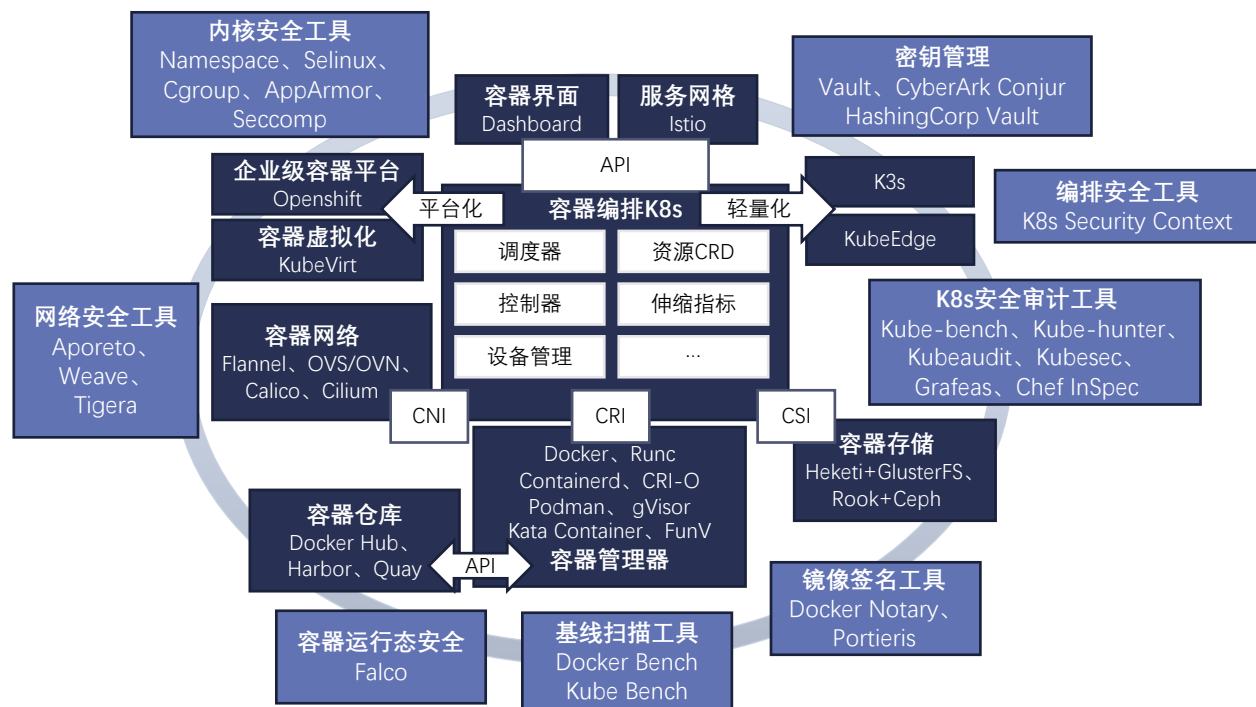 内核安全工具
Namespace、Selinux、
Cgroup、AppArmor、
Seccomp
容器界面
Dashboard
服务网格
Istio
密钥管理
Vault、CyberArk Conjur
HashingCorp Vault
API
企业级容器平台
Openshift
容器虚拟化
KubeVirt
平台化
容器编排K8s
轻量化
K3s
KubeEdge
编排安全工具
K8s Security Context
调度器
资源CRD
控制器
伸缩指标
设备管理
...
网络安全工具
Aporeto、
Weave、
Tigera
容器网络
Flannel、OVS/OVN、
Calico、Cilium
K8s安全审计工具
Kube-bench、Kube-hunter、
Kubeaudit、Kubesec、
Grafeas、Chef InSpec
CNI
CRI
CSI
容器存储
Heketi+GlusterFS、
Rook+Ceph
Docker、Runc
Containerd、CRI-O
Podman、 gVisor
Kata Container、FunV
容器管理器
容器仓库
Docker Hub、
Harbor、Quay
API
镜像签名工具
Docker Notary、
Portieris
容器运行态安全
Falco
基线扫描工具
Docker Bench
Kube Bench